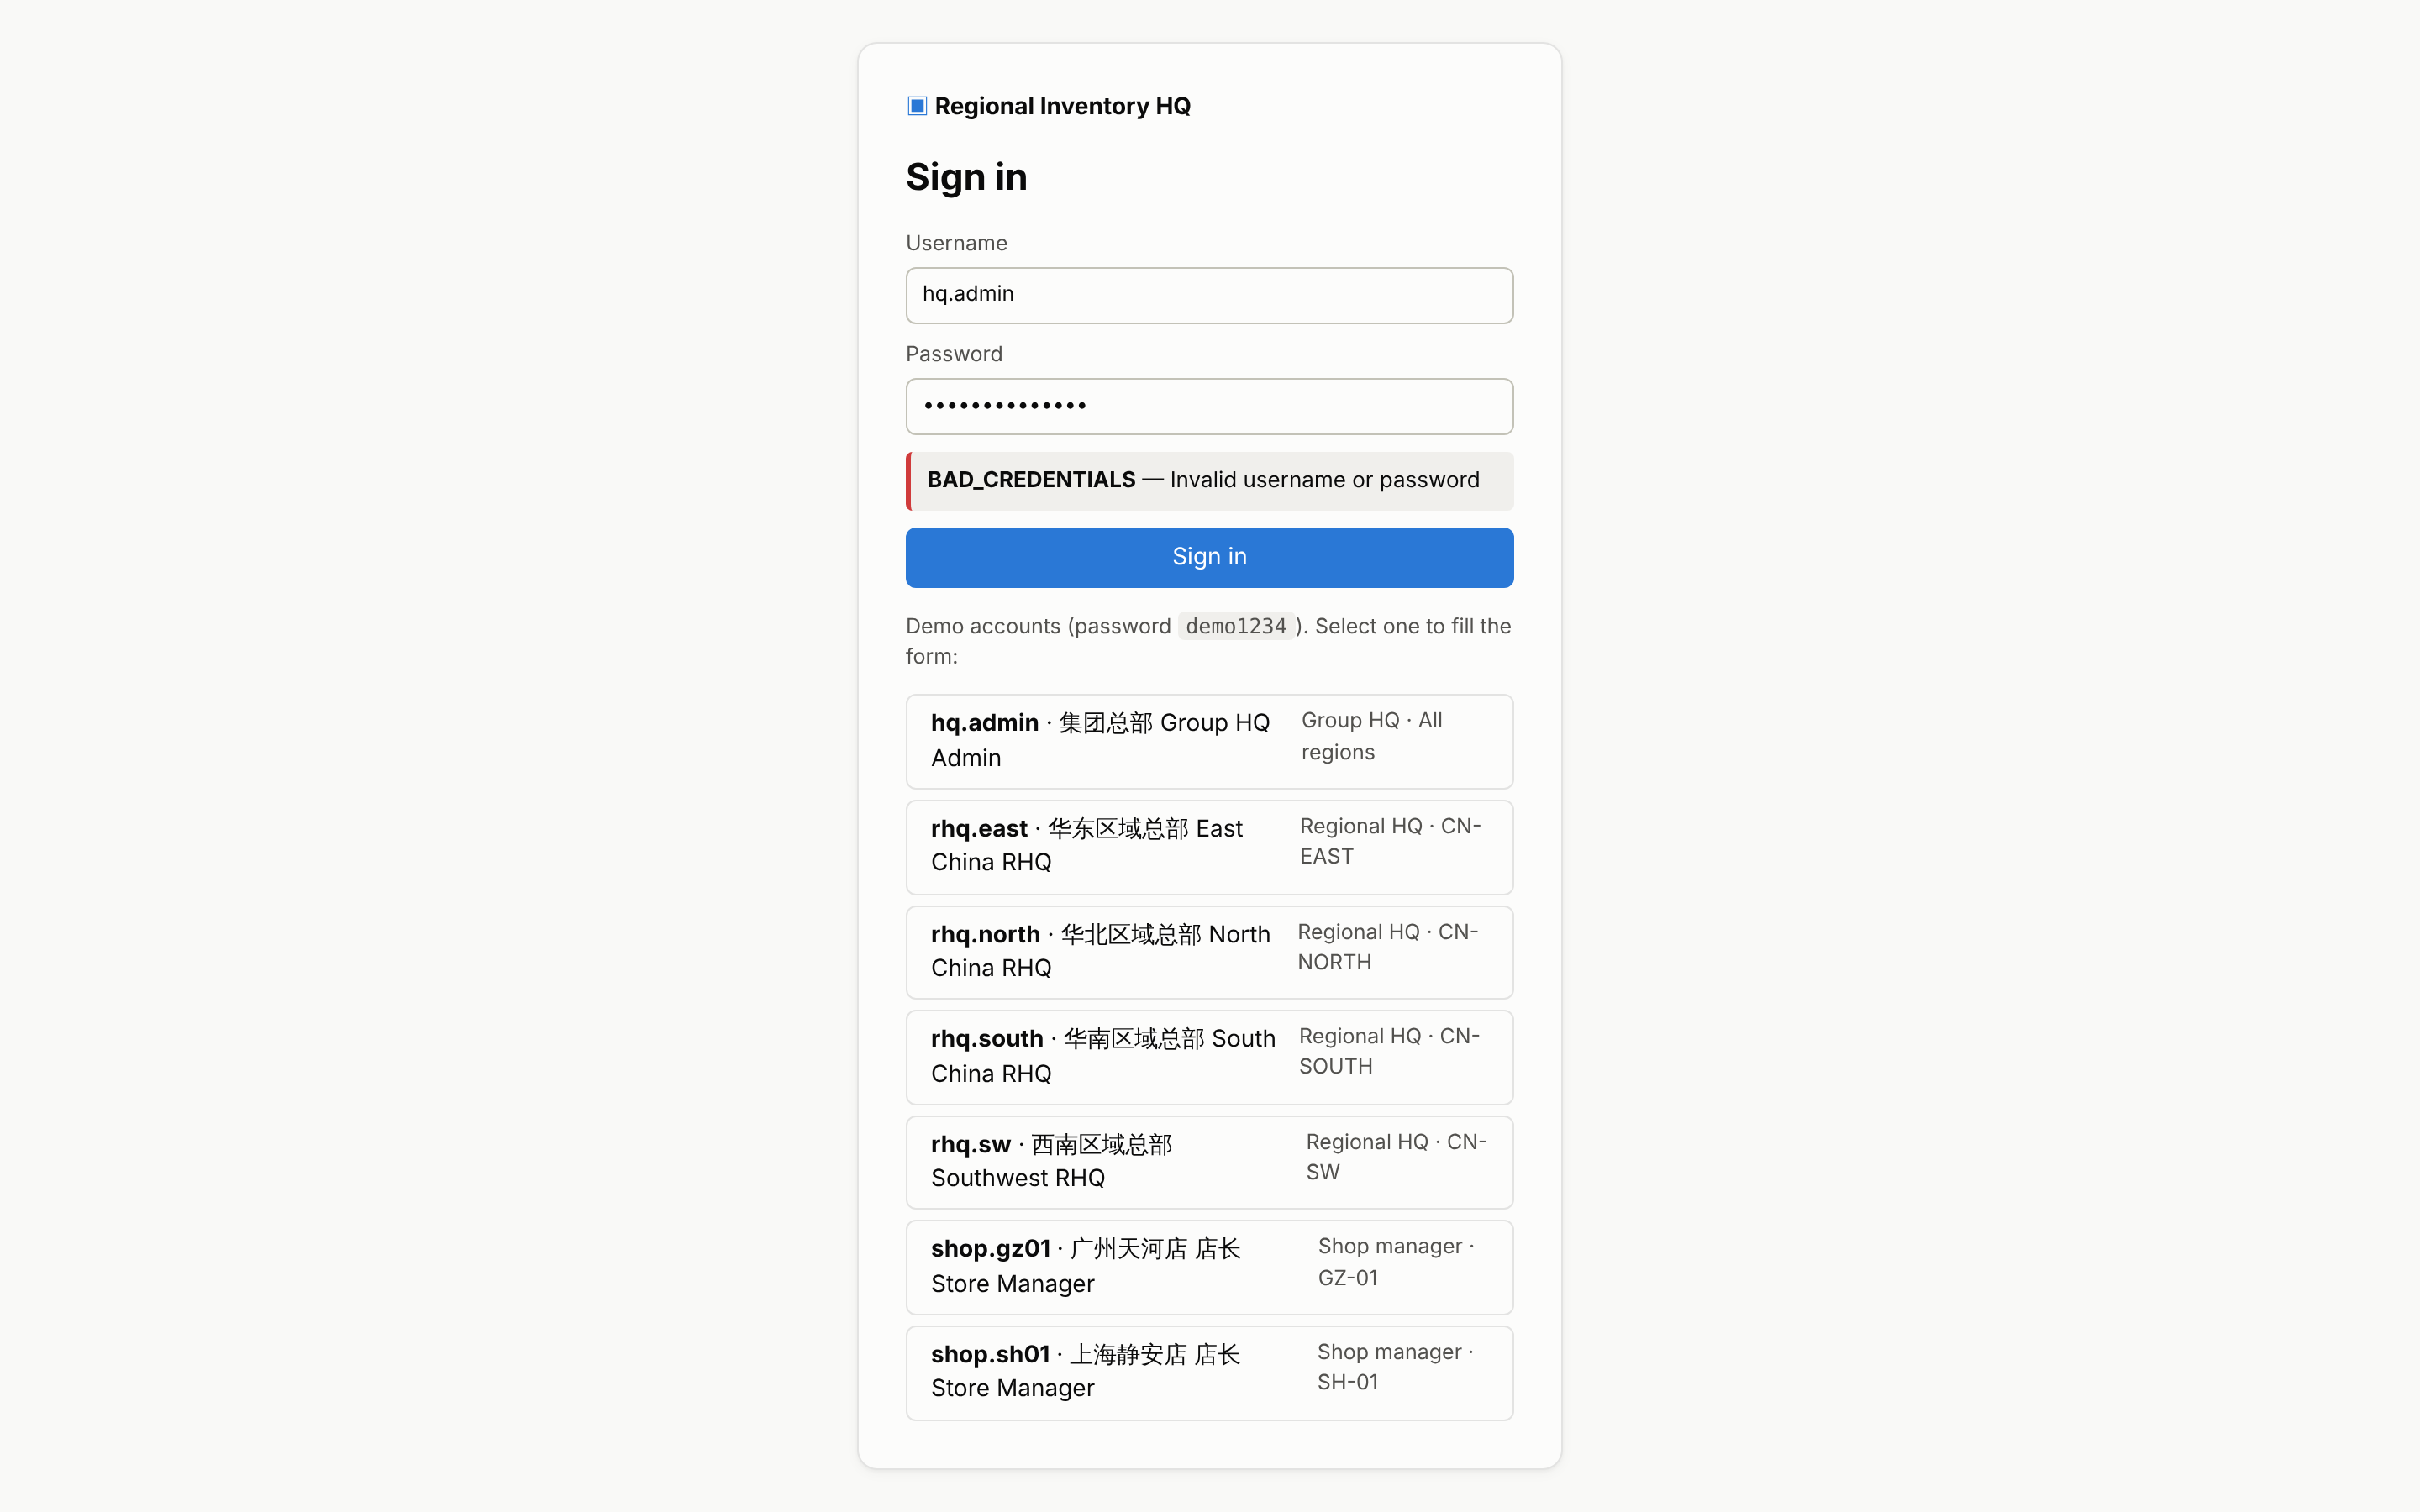 Regional Inventory HQ
Sign in
Username
hq.admin
Password
••••••••••••••
BAD_CREDENTIALS — Invalid username or password
Sign in
Demo accounts (password demo1234). Select one to fill the
form:
hq.admin · 集团总部 Group HQ
Admin
Group HQ · All
regions
rhq.east · 华东区域总部 East
China RHQ
Regional HQ · CN-
EAST
rhq.north · 华北区域总部 North
China RHQ
Regional HQ · CN-
NORTH
rhq.south · 华南区域总部 South
China RHQ
Regional HQ · CN-
SOUTH
rhq.sw · 西南区域总部
Southwest RHQ
Regional HQ · CN-
SW
shop.gz01 · 广州天河店 店长
Store Manager
Shop manager ·
GZ-01
shop.sh01 · 上海静安店 店长
Store Manager
Shop manager ·
SH-01